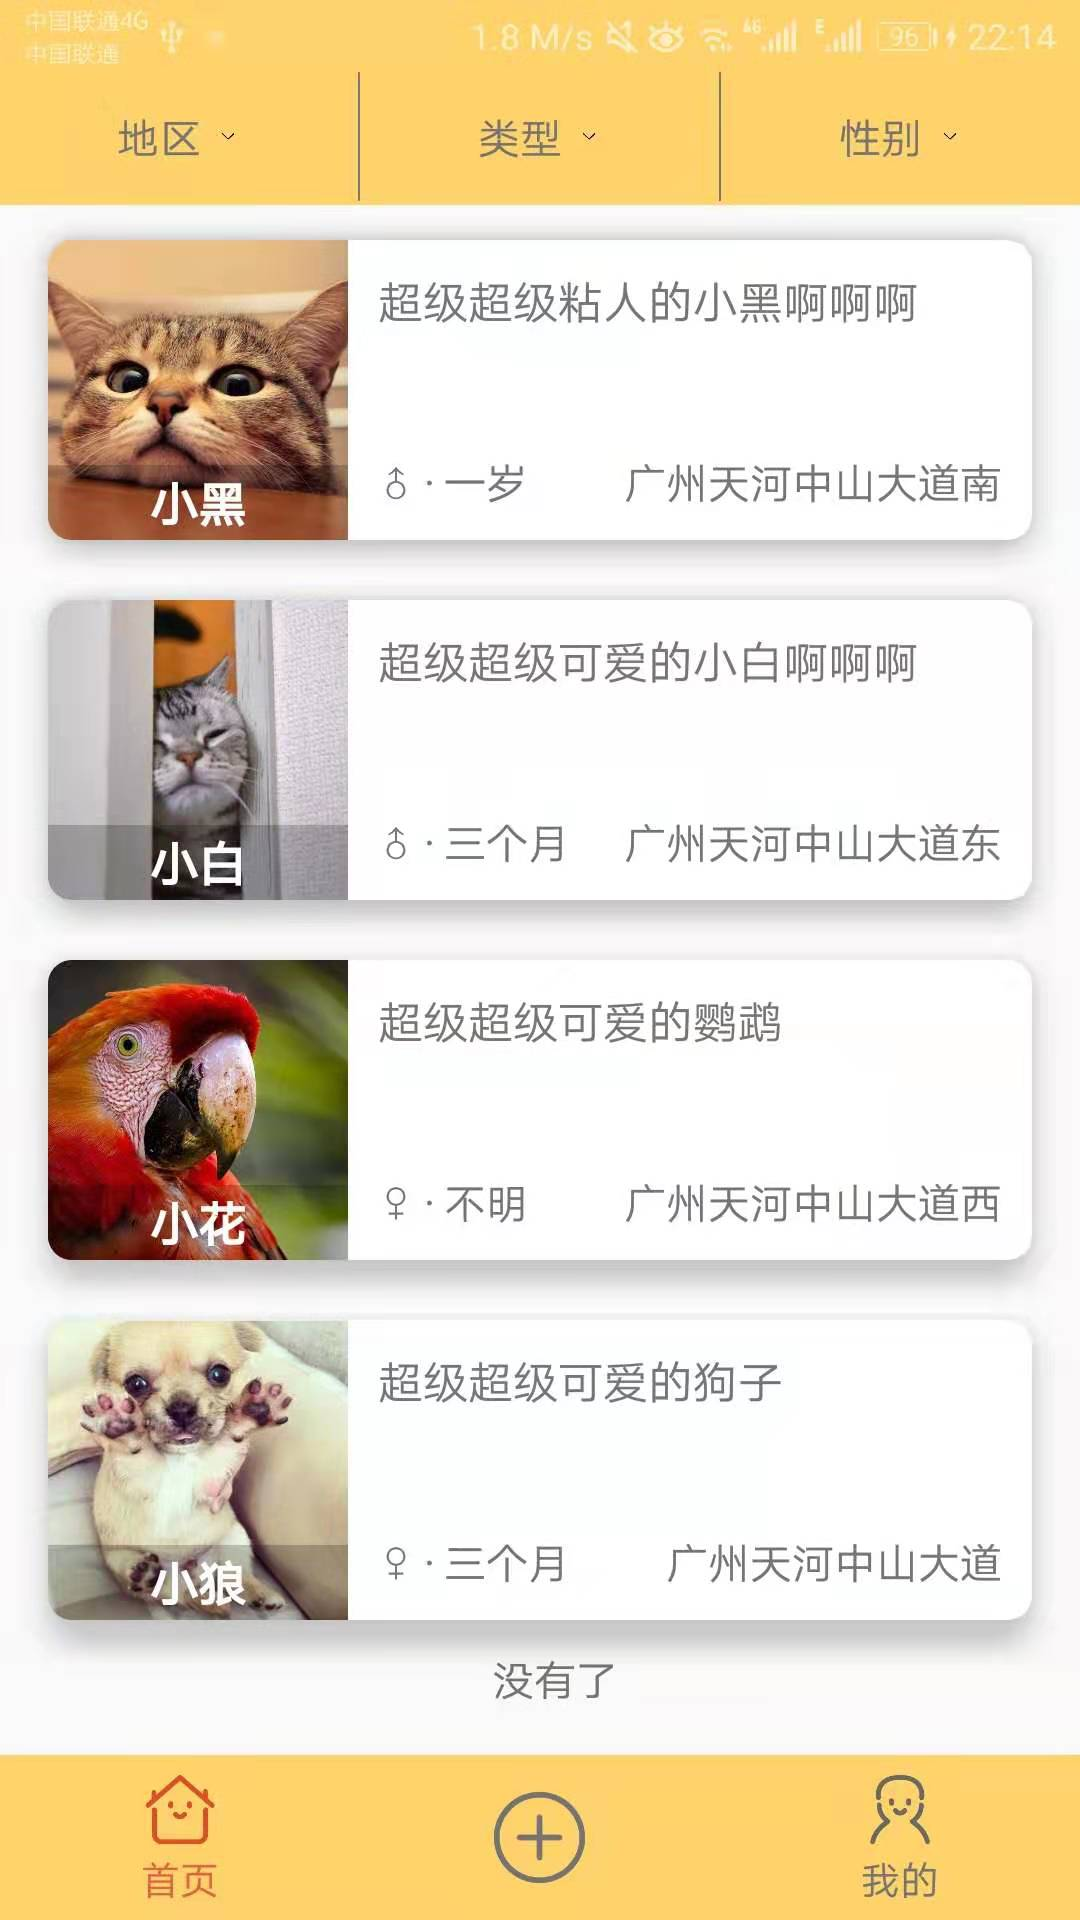 中国联通4G
中国联通
1.8 M/s 46 E 96 22:14
地区 类型 性别
超级超级粘人的小黑啊啊啊
小黑
♂ · 一岁 广州天河中山大道南
超级超级可爱的小白啊啊啊
小白
♂ · 三个月 广州天河中山大道东
超级超级可爱的鹦鹉
小花
♀ · 不明 广州天河中山大道西
超级超级可爱的狗子
小狼
♀ · 三个月 广州天河中山大道
没有了
首页 我的